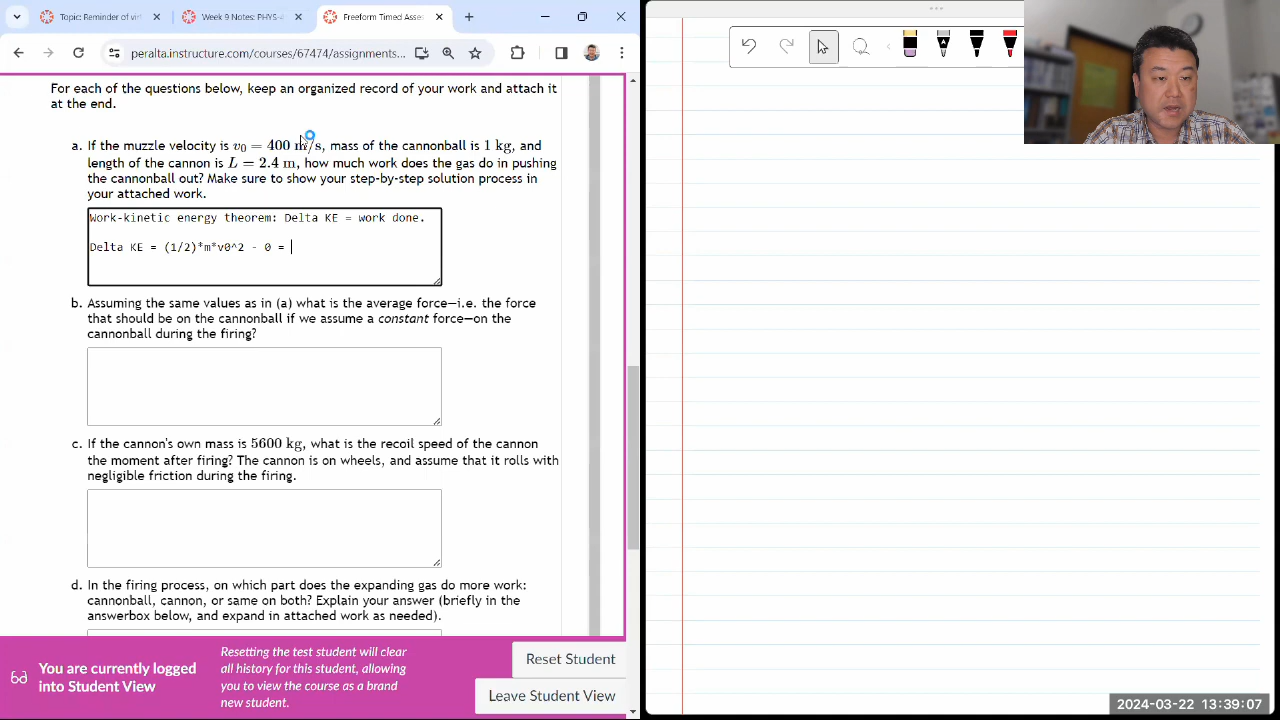 Topic: Reminder of vir
Week 9 Notes: PHYS-
Freeform Timed Asse
peralta.instructure.com/courses/74474/assignments...
For each of the questions below, keep an organized record of your work and attach it
at the end.
a. If the muzzle velocity is v₀ = 400 m/s, mass of the cannonball is 1 kg, and
length of the cannon is L = 2.4 m, how much work does the gas do in pushing
the cannonball out? Make sure to show your step-by-step solution process in
your attached work.
Work-kinetic energy theorem: Delta KE = work done.
Delta KE = (1/2)*m*v0^2 - 0 =
b. Assuming the same values as in (a) what is the average force—i.e. the force
that should be on the cannonball if we assume a constant force—on the
cannonball during the firing?
c. If the cannon's own mass is 5600 kg, what is the recoil speed of the cannon
the moment after firing? The cannon is on wheels, and assume that it rolls with
negligible friction during the firing.
d. In the firing process, on which part does the expanding gas do more work:
cannonball, cannon, or same on both? Explain your answer (briefly in the
answerbox below, and expand in attached work as needed).
You are currently logged
into Student View
Resetting the test student will clear
all history for this student, allowing
you to view the course as a brand
new student.
Reset Student
Leave Student View
2024-03-22 13:39:07